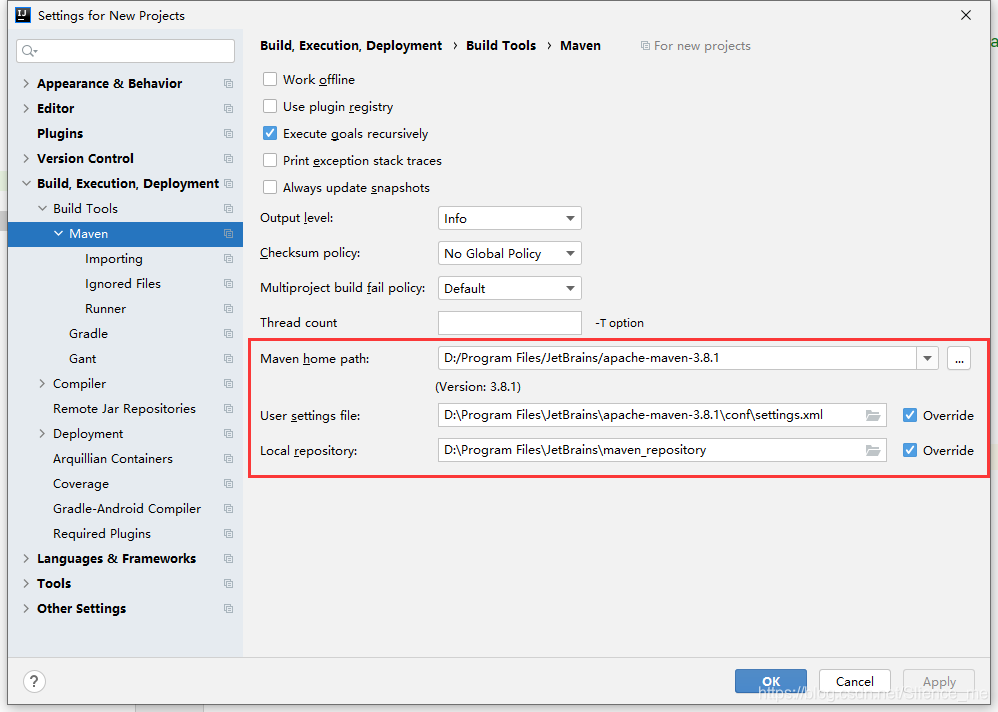 Settings for New Projects
Build, Execution, Deployment › Build Tools › Maven For new projects
Appearance & Behavior
Editor
Plugins
Version Control
Build, Execution, Deployment
Build Tools
Maven
Importing
Ignored Files
Runner
Gradle
Gant
Compiler
Remote Jar Repositories
Deployment
Arquillian Containers
Coverage
Gradle-Android Compiler
Required Plugins
Languages & Frameworks
Tools
Other Settings
Work offline
Use plugin registry
Execute goals recursively
Print exception stack traces
Always update snapshots
Output level: Info
Checksum policy: No Global Policy
Multiproject build fail policy: Default
Thread count -T option
Maven home path: D:/Program Files/JetBrains/apache-maven-3.8.1 ...
(Version: 3.8.1)
User settings file: D:\Program Files\JetBrains\apache-maven-3.8.1\conf\settings.xml Override
Local repository: D:\Program Files\JetBrains\maven_repository Override
? OK Cancel Apply